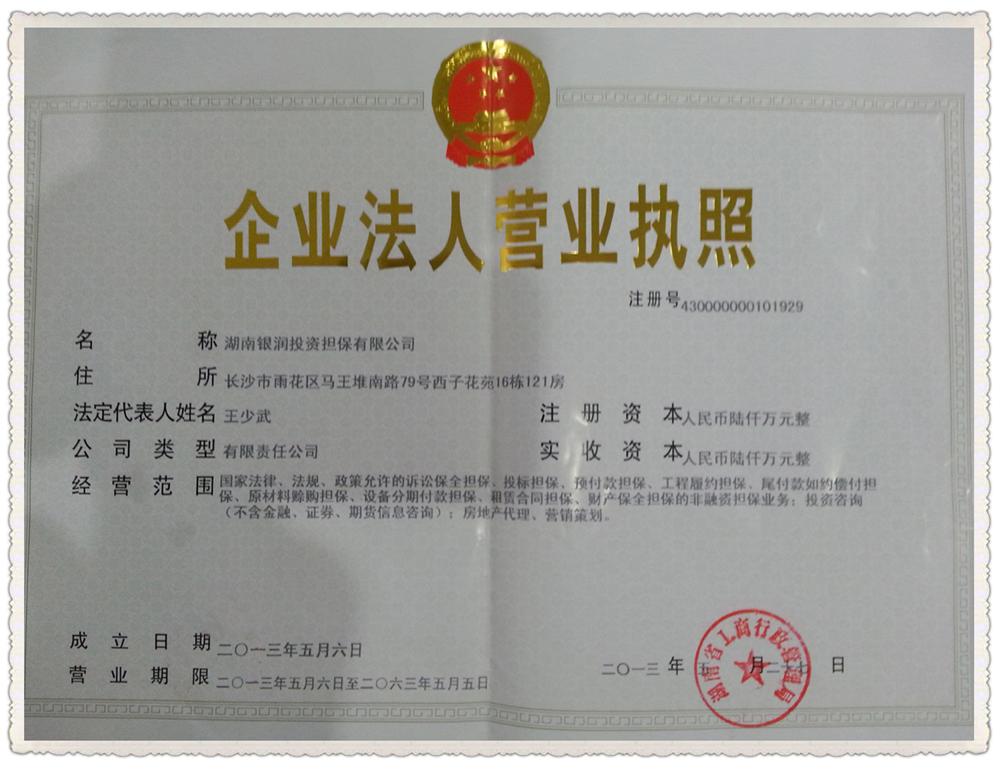 企业法人营业执照
注册号430000000101929
名称 湖南银润投资担保有限公司
住所 长沙市雨花区马王堆南路79号西子花苑16栋121房
法定代表人姓名 王少武 注册资本人民币陆仟万元整
公司类型 有限责任公司 实收资本人民币陆仟万元整
经营范围 国家法律、法规、政策允许的诉讼保全担保、投标担保、预付款担保、工程履约担保、尾付款如约偿付担
保、原材料赊购担保、设备分期付款担保、租赁合同担保、财产保全担保的非融资担保业务；投资咨询
（不含金融、证券、期货信息咨询）；房地产代理、营销策划。
成立日期 二〇一三年五月六日
营业期限 二〇一三年五月六日至二〇六三年五月五日
二〇一三年五月二十 日
湖南省工商行政管理局